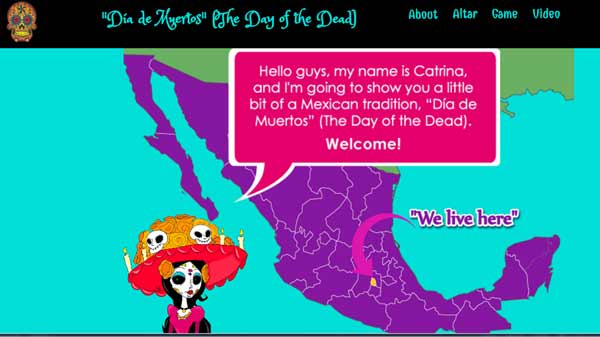 "Día de Muertos" (The Day of the Dead)
About Altar Game Video
Hello guys, my name is Catrina,
and I'm going to show you a little
bit of a Mexican tradition, “Día de
Muertos” (The Day of the Dead).
Welcome!
"We live here"